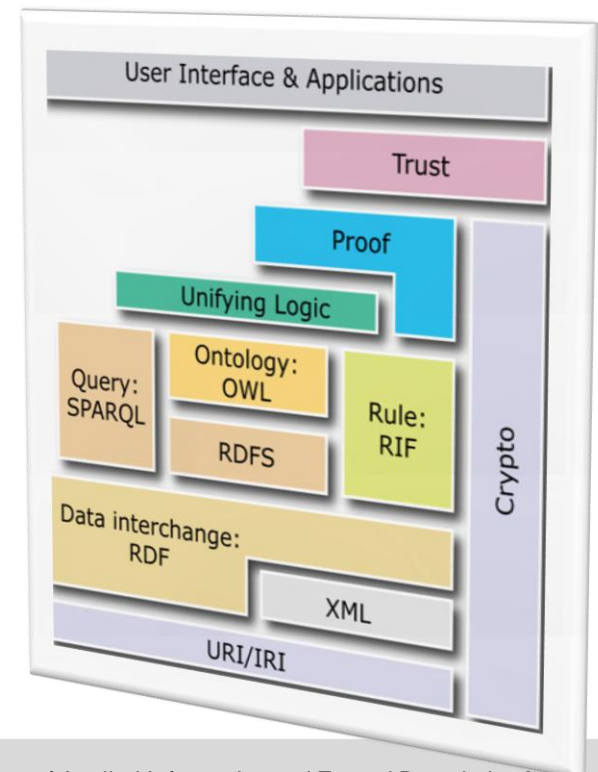 User Interface & Applications
Trust
Proof
Unifying Logic
Query:
SPARQL
Ontology:
OWL
RDFS
Rule:
RIF
Crypto
Data interchange:
RDF
XML
URI/IRI